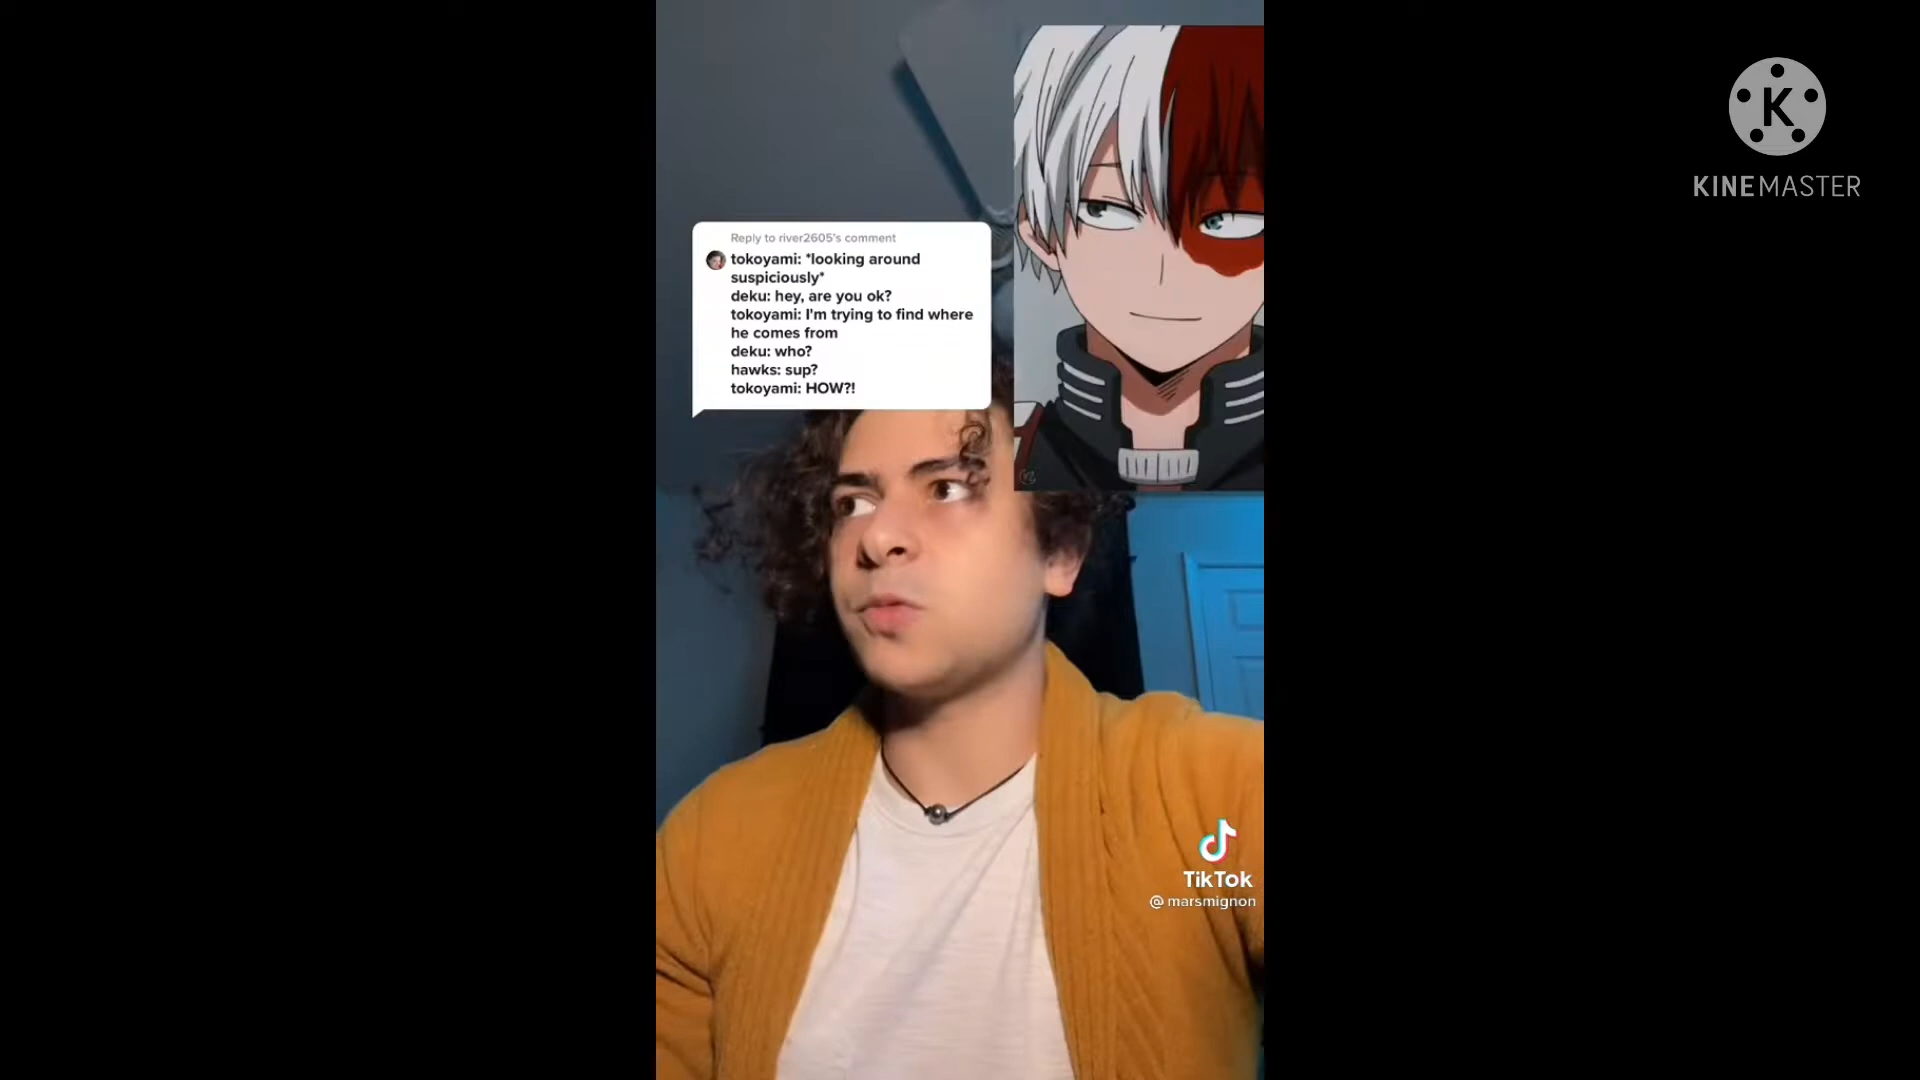 Reply to river2605's comment
tokoyami: *looking around
suspiciously*
deku: hey, are you ok?
tokoyami: I'm trying to find where
he comes from
deku: who?
hawks: sup?
tokoyami: HOW?!
K
KINEMASTER
TikTok
@marsmignon